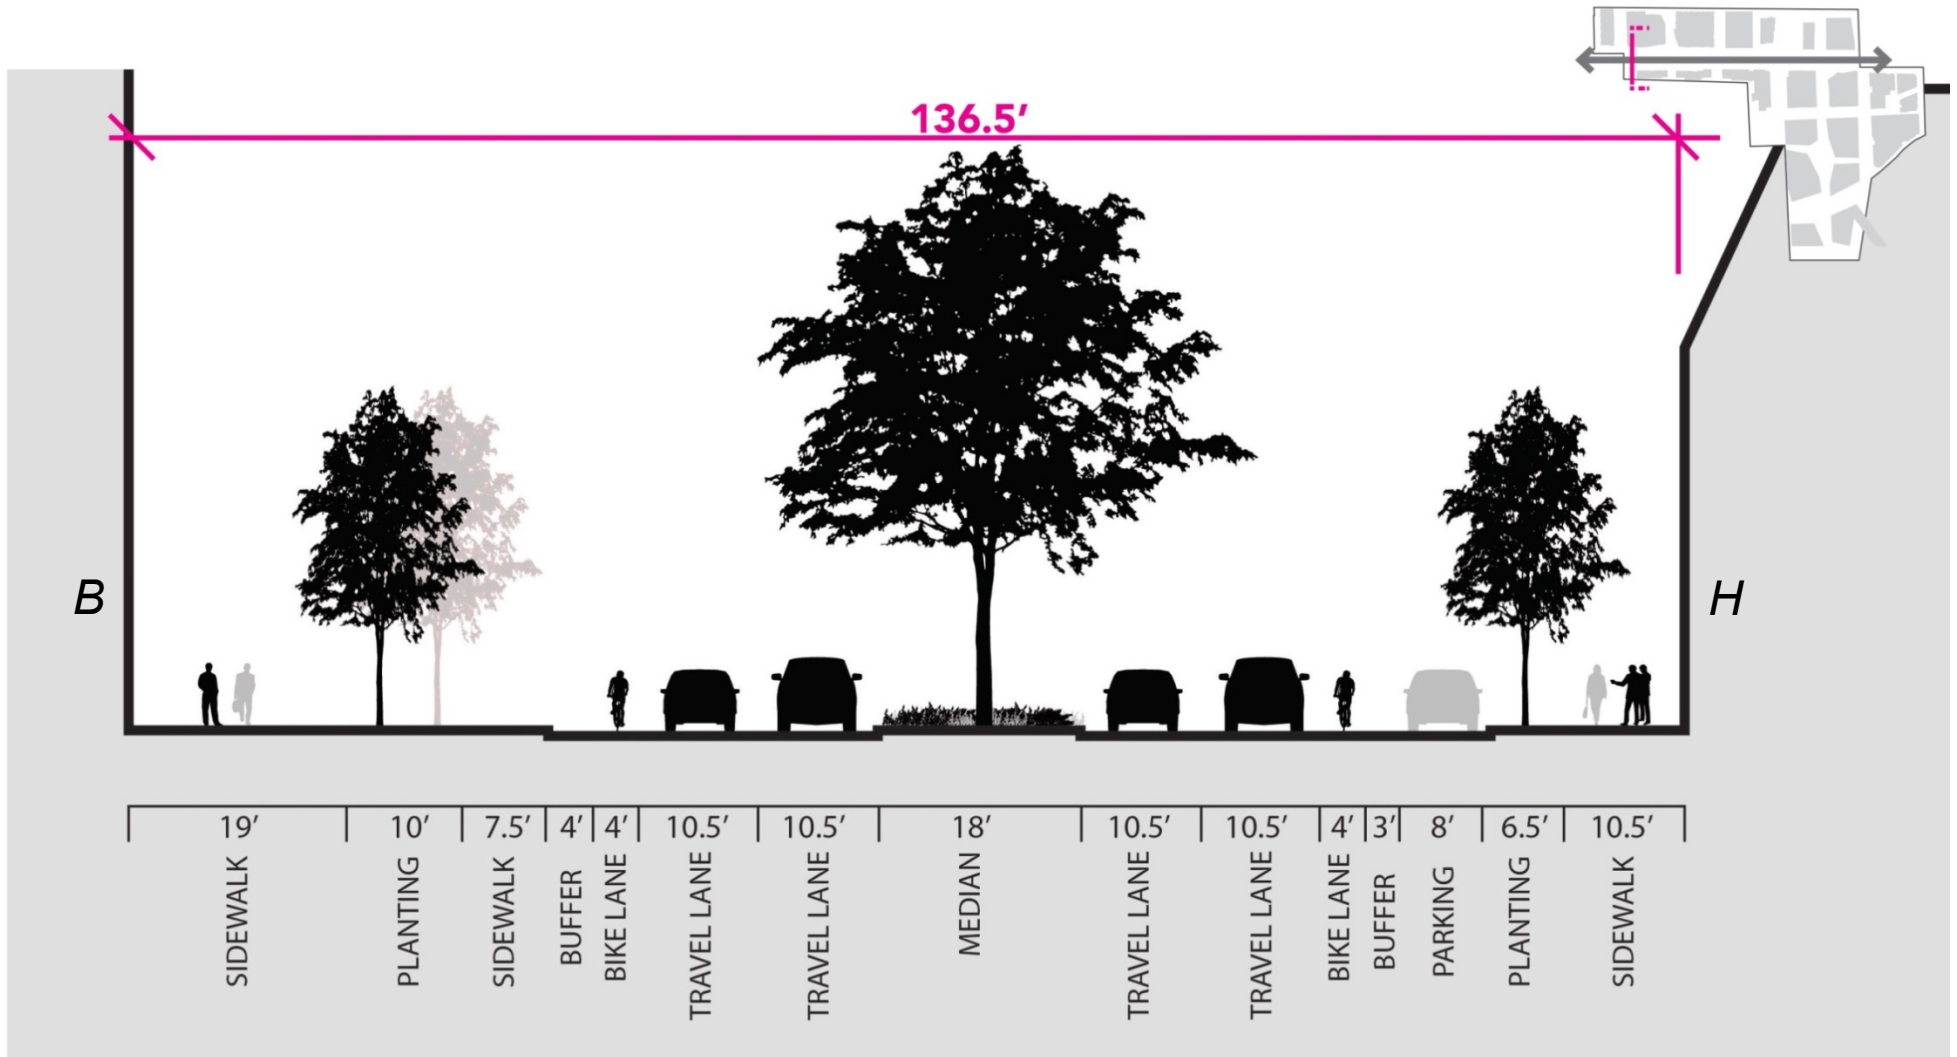 136.5’
B
H
19’ 10’ 7.5’ 4’ 4’ 10.5’ 10.5’ 18’ 10.5’ 10.5’ 4’ 3’ 8’ 6.5’ 10.5’
SIDEWALK
PLANTING
SIDEWALK
BUFFER
BIKE LANE
TRAVEL LANE
TRAVEL LANE
MEDIAN
TRAVEL LANE
TRAVEL LANE
BIKE LANE
BUFFER
PARKING
PLANTING
SIDEWALK